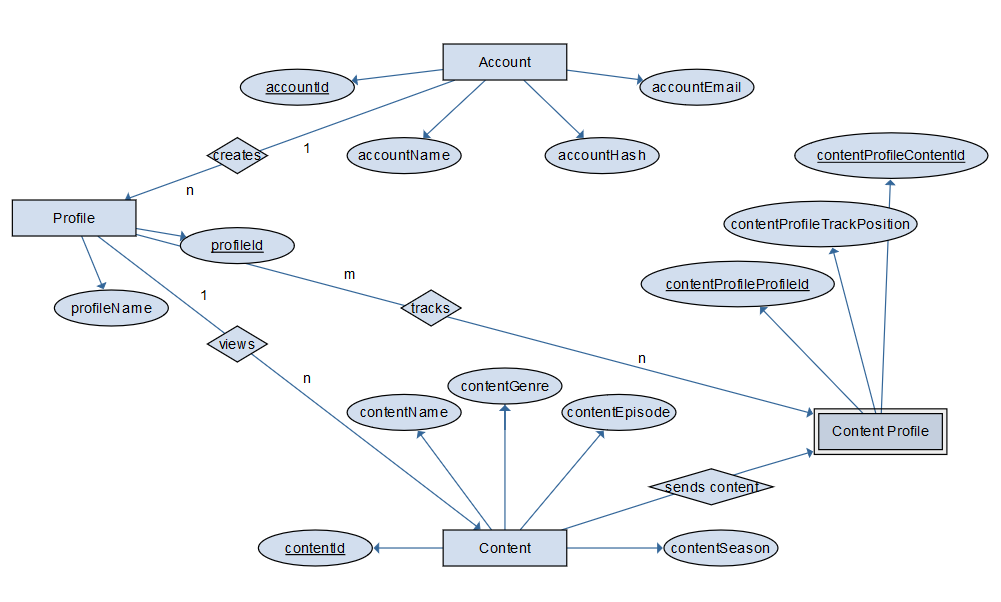 Account
accountId
accountEmail
creates
1
accountName
accountHash
contentProfileContentId
n
Profile
profileId
contentProfileTrackPosition
m
contentProfileProfileId
profileName
1
tracks
views
n
n
contentGenre
contentName
contentEpisode
Content Profile
sends content
contentId
Content
contentSeason